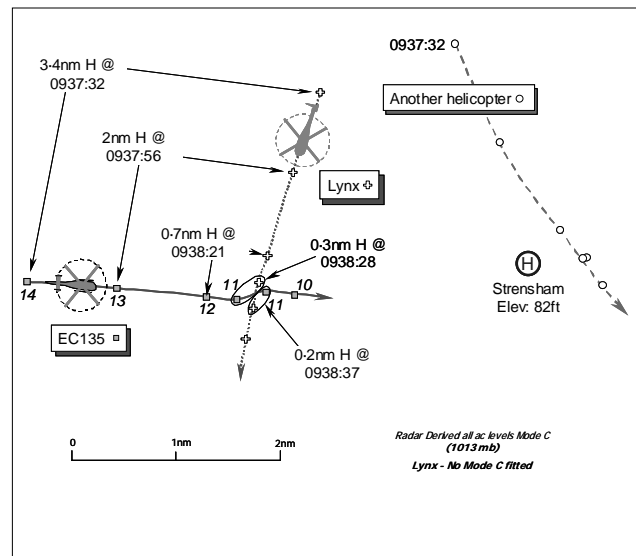 0937:32
3·4nm H @
0937:32
Another helicopter
2nm H @
0937:56
Lynx
0·7nm H @
0938:21
0·3nm H @
0938:28
H
Strensham
Elev: 82ft
14
13
12
11
11
10
EC135
0·2nm H @
0938:37
0
1nm
2nm
Radar Derived all ac levels Mode C
(1013 mb)
Lynx - No Mode C fitted